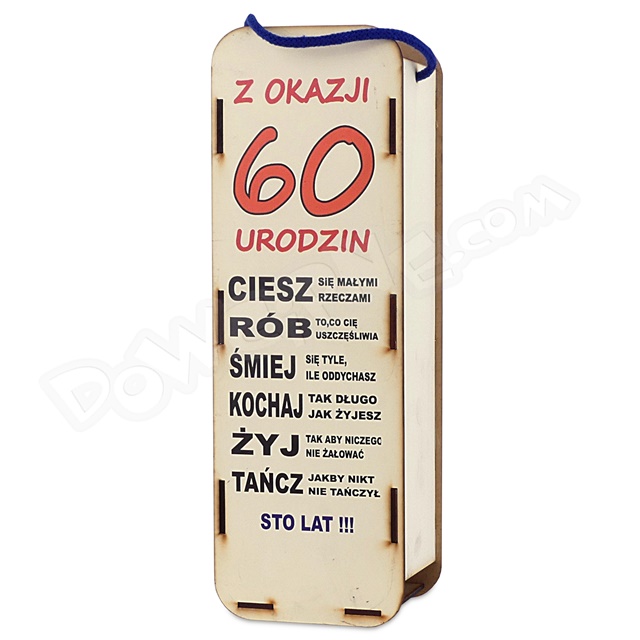 Z OKAZJI
60
URODZIN
CIESZ SIĘ MAŁYMI RZECZAMI
RÓB TO,CO CIĘ USZCZĘŚLIWIA
ŚMIEJ SIĘ TYLE, ILE ODDYCHASZ
KOCHAJ TAK DŁUGO JAK ŻYJESZ
ŻYJ TAK ABY NICZEGO NIE ŻAŁOWAĆ
TAŃCZ JAKBY NIKT NIE TAŃCZYŁ
STO LAT !!!